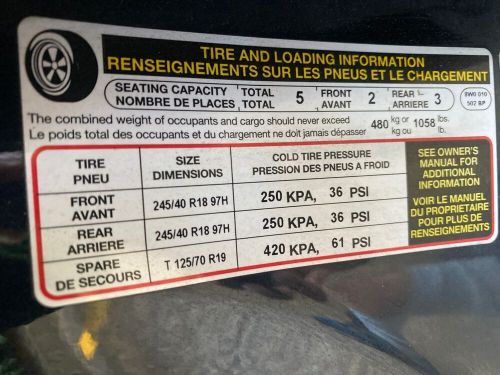 TIRE AND LOADING INFORMATION
RENSEIGNEMENTS SUR LES PNEUS ET LE CHARGEMENT
SEATING CAPACITY TOTAL 5 FRONT 2 REAR 3
NOMBRE DE PLACES TOTAL AVANT ARRIERE
3W0 010
502 BP
The combined weight of occupants and cargo should never exceed 480 kg or 1058 lbs.
Le poids total des occupants et du chargement ne doit jamais dépasser kg ou lb.
TIRE SIZE COLD TIRE PRESSURE
PNEU DIMENSIONS PRESSION DES PNEUS A FROID
FRONT
AVANT 245/40 R18 97H 250 KPA, 36 PSI
REAR
ARRIERE 245/40 R18 97H 250 KPA, 36 PSI
SPARE
DE SECOURS T 125/70 R19 420 KPA, 61 PSI
SEE OWNER'S
MANUAL FOR
ADDITIONAL
INFORMATION
VOIR LE MANUEL
DU PROPRIETAIRE
POUR PLUS DE
RENSEIGNEMENTS